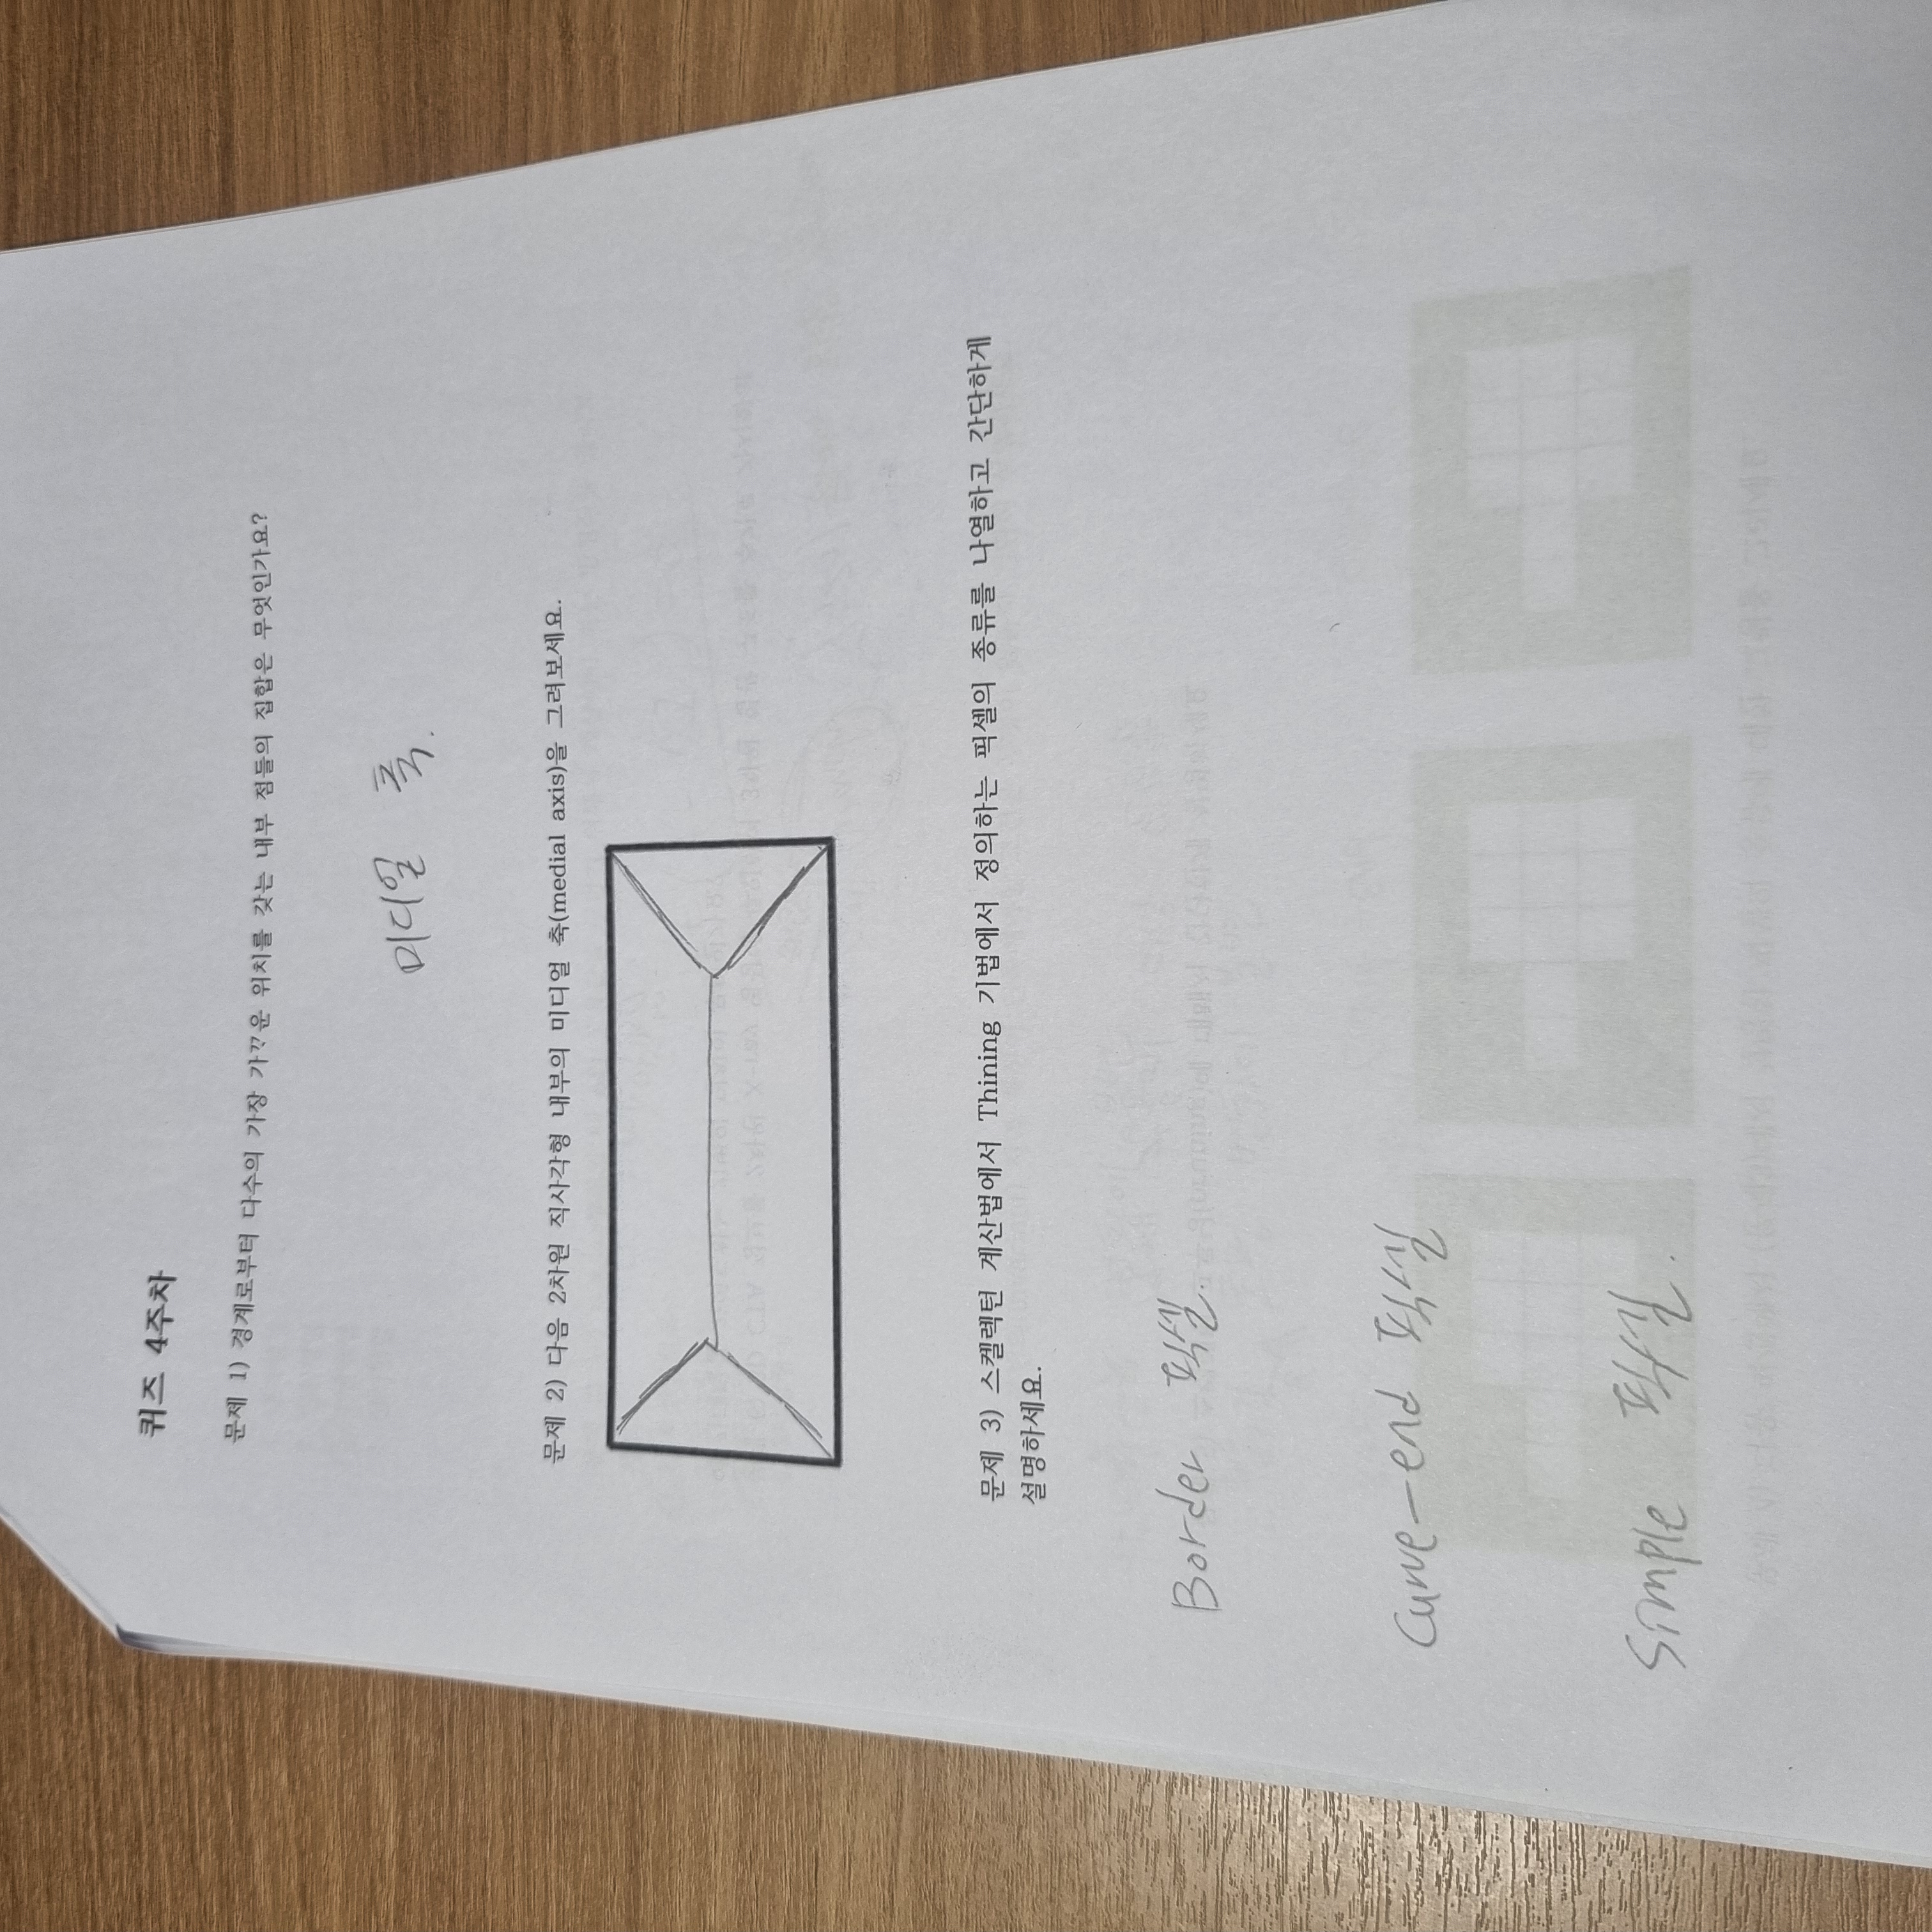 퀴즈 4주차
문제 1) 경계로부터 다수의 가장 가까운 위치를 갖는 내부 점들의 집합은 무엇인가요?
미디얼 축.
문제 2) 다음 2차원 직사각형 내부의 미디얼 축(medial axis)을 그려보세요.
문제 3) 스켈렉턴 계산법에서 Thining 기법에서 정의하는 픽셀의 종류를 나열하고 간단하게
설명하세요.
Border 픽셀.
Curve-end 픽셀
Simple 픽셀.